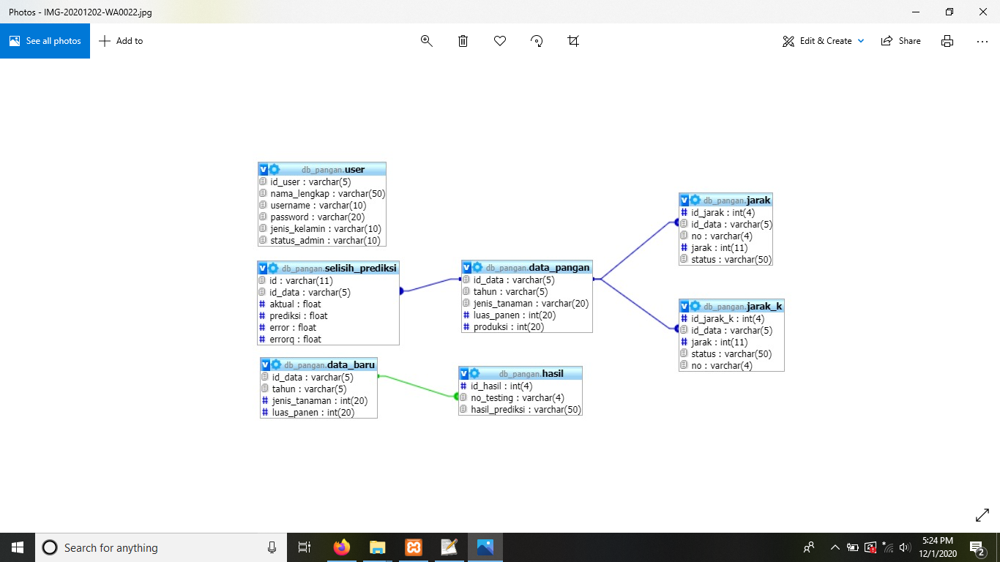 Photos - IMG-20201202-WA0022.jpg
See all photos
Add to
Edit & Create
Share
db_pangan.user
id_user : varchar(5)
nama_lengkap : varchar(50)
username : varchar(10)
password : varchar(20)
jenis_kelamin : varchar(10)
status_admin : varchar(10)
db_pangan.selisih_prediksi
id : varchar(11)
id_data : varchar(5)
# aktual : float
# prediksi : float
# error : float
# errorq : float
db_pangan.data_baru
id_data : varchar(5)
tahun : varchar(5)
# jenis_tanaman : int(20)
# luas_panen : int(20)
db_pangan.data_pangan
id_data : varchar(5)
tahun : varchar(5)
jenis_tanaman : varchar(20)
# luas_panen : int(20)
# produksi : int(20)
db_pangan.hasil
# id_hasil : int(4)
no_testing : varchar(4)
hasil_prediksi : varchar(50)
db_pangan.jarak
# id_jarak : int(4)
id_data : varchar(5)
no : varchar(4)
# jarak : int(11)
status : varchar(50)
db_pangan.jarak_k
# id_jarak_k : int(4)
id_data : varchar(5)
# jarak : int(11)
status : varchar(50)
no : varchar(4)
Search for anything
5:24 PM
12/1/2020
2